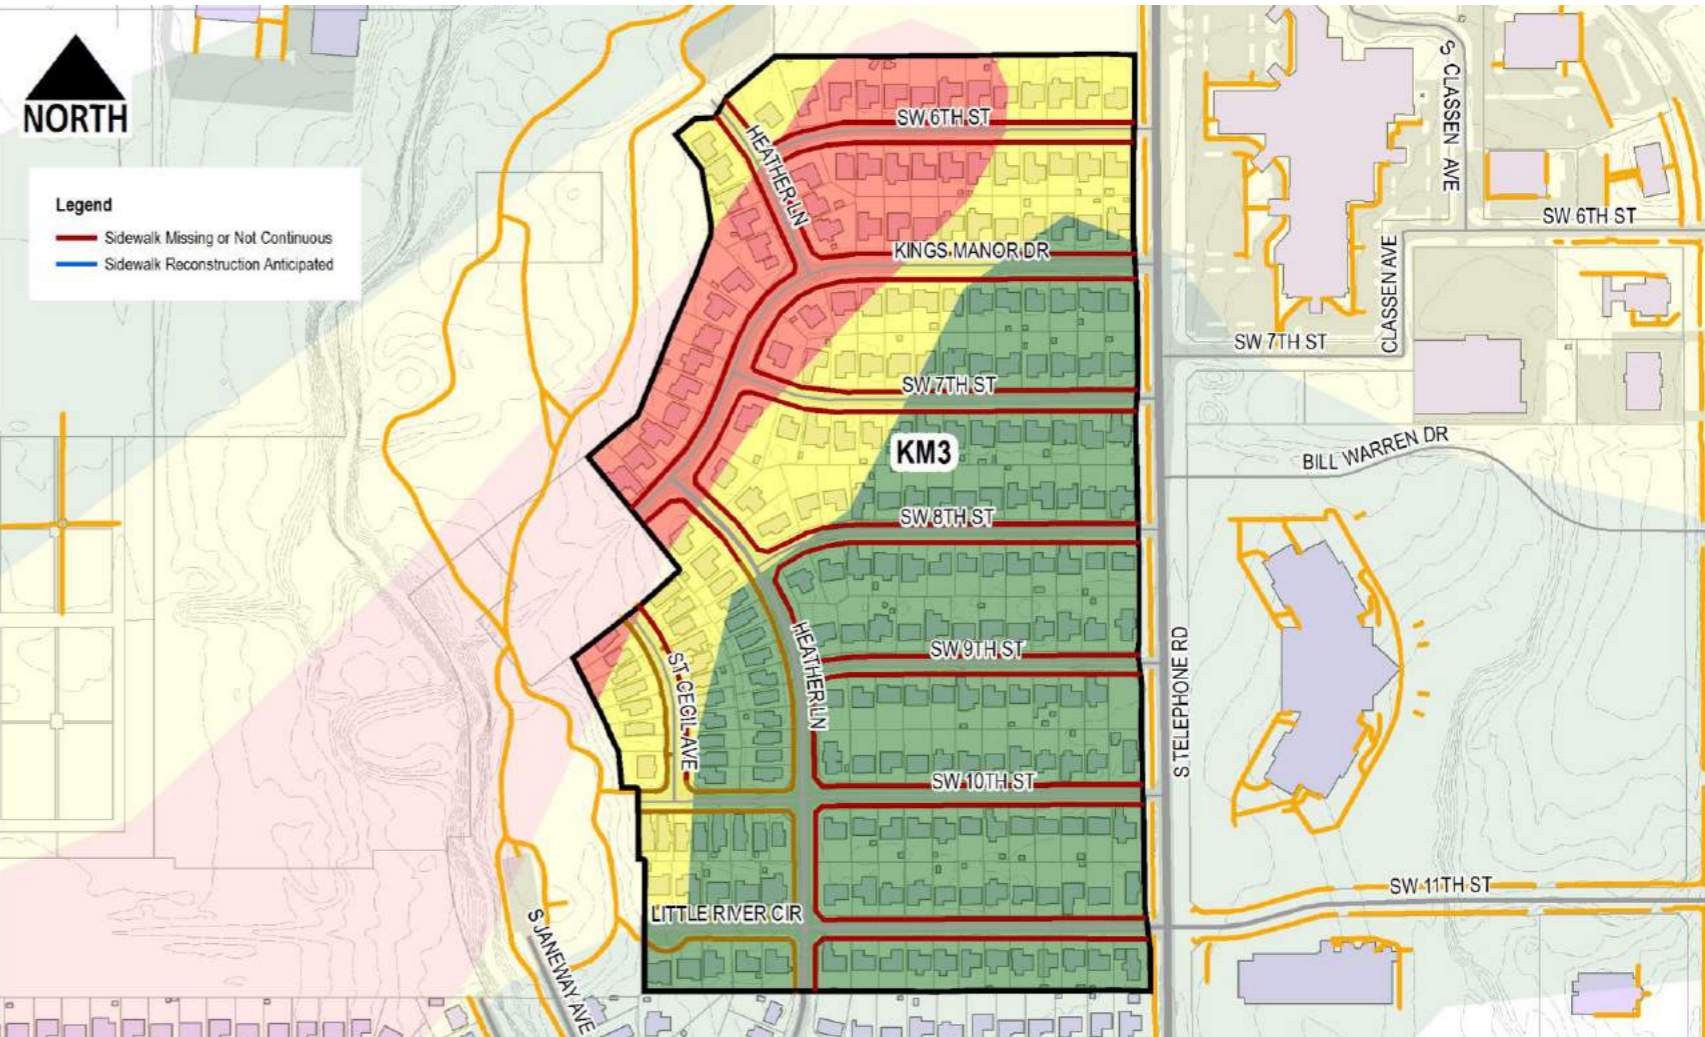 NORTH
Legend
Sidewalk Missing or Not Continuous
Sidewalk Reconstruction Anticipated
SW 6TH ST
HEATHER LN
KINGS MANOR DR
SW 7TH ST
KM3
SW 8TH ST
SW 9TH ST
HEATHER LN
ST. CECIL AVE
SW 10TH ST
LITTLE RIVER CIR
S JANEWAY AVE
S TELEPHONE RD
S CLASSEN AVE
SW 6TH ST
CLASSEN AVE
SW 7TH ST
BILL WARREN DR
SW 11TH ST